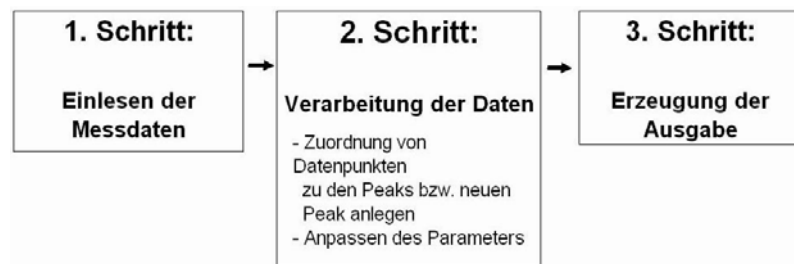 1. Schritt:
Einlesen der
Messdaten
2. Schritt:
Verarbeitung der Daten
- Zuordnung von
Datenpunkten
zu den Peaks bzw. neuen
Peak anlegen
- Anpassen des Parameters
3. Schritt:
Erzeugung der
Ausgabe